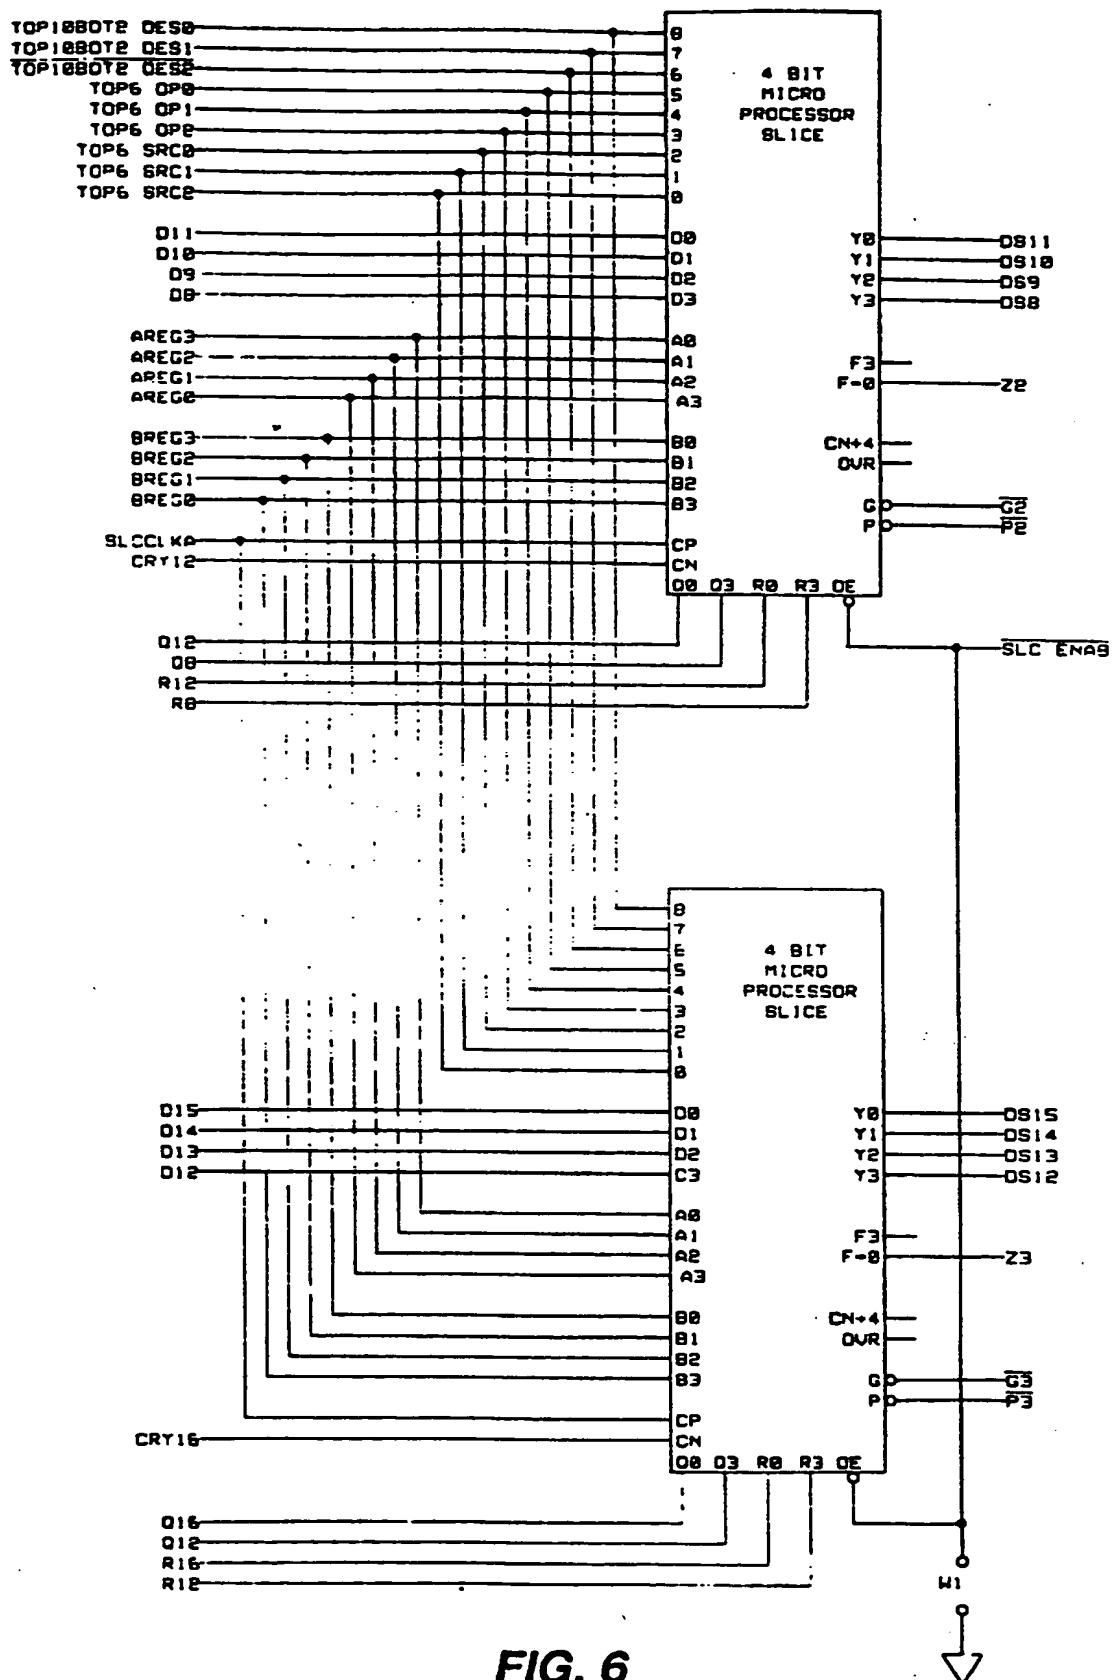 TOP10BOT2 DES0
TOP10BOT2 DES1
TOP10BOT2 DES2
TOP6 OP0
TOP6 OP1
TOP6 OP2
TOP6 SRC0
TOP6 SRC1
TOP6 SRC2
D11
D10
D9
D8
AREG3
AREG2
AREG1
AREG0
BREG3
BREG2
BREG1
BREG0
SLCCLKA
CRY12
Q12
Q8
R12
R8
8
7
6
5
4
3
2
1
0
D0
D1
D2
D3
A0
A1
A2
A3
B0
B1
B2
B3
CP
CN
4 BIT
MICRO
PROCESSOR
SLICE
Y0
Y1
Y2
Y3
F3
F=0
CN+4
OVR
G
P
Q0 Q3 R0 R3 OE
DS11
DS10
DS9
DS8
Z2
G2
P2
SLC ENAB
8
7
6
5
4
3
2
1
0
D0
D1
D2
C3
A0
A1
A2
A3
B0
B1
B2
B3
CP
CN
4 BIT
MICRO
PROCESSOR
SLICE
Y0
Y1
Y2
Y3
F3
F=0
CN+4
OVR
G
P
Q0 Q3 R0 R3 OE
D15
D14
D13
D12
CRY16
Q16
Q12
R16
R12
DS15
DS14
DS13
DS12
Z3
G3
P3
W1
FIG. 6